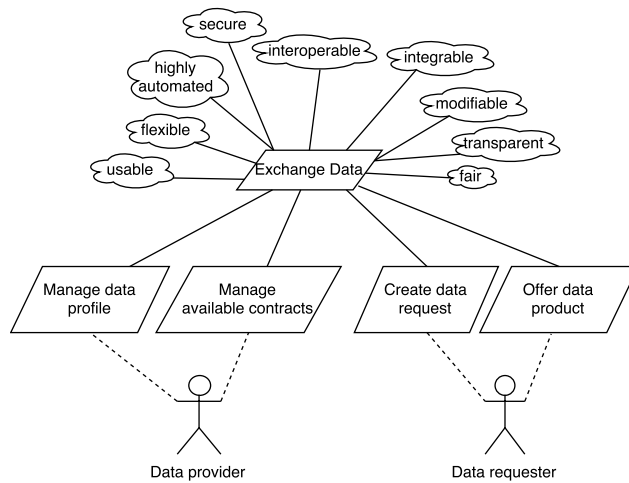 secure
interoperable
integrable
highly
automated
modifiable
flexible
transparent
usable
Exchange Data
fair
Manage data
profile
Manage
available contracts
Create data
request
Offer data
product
Data provider
Data requester